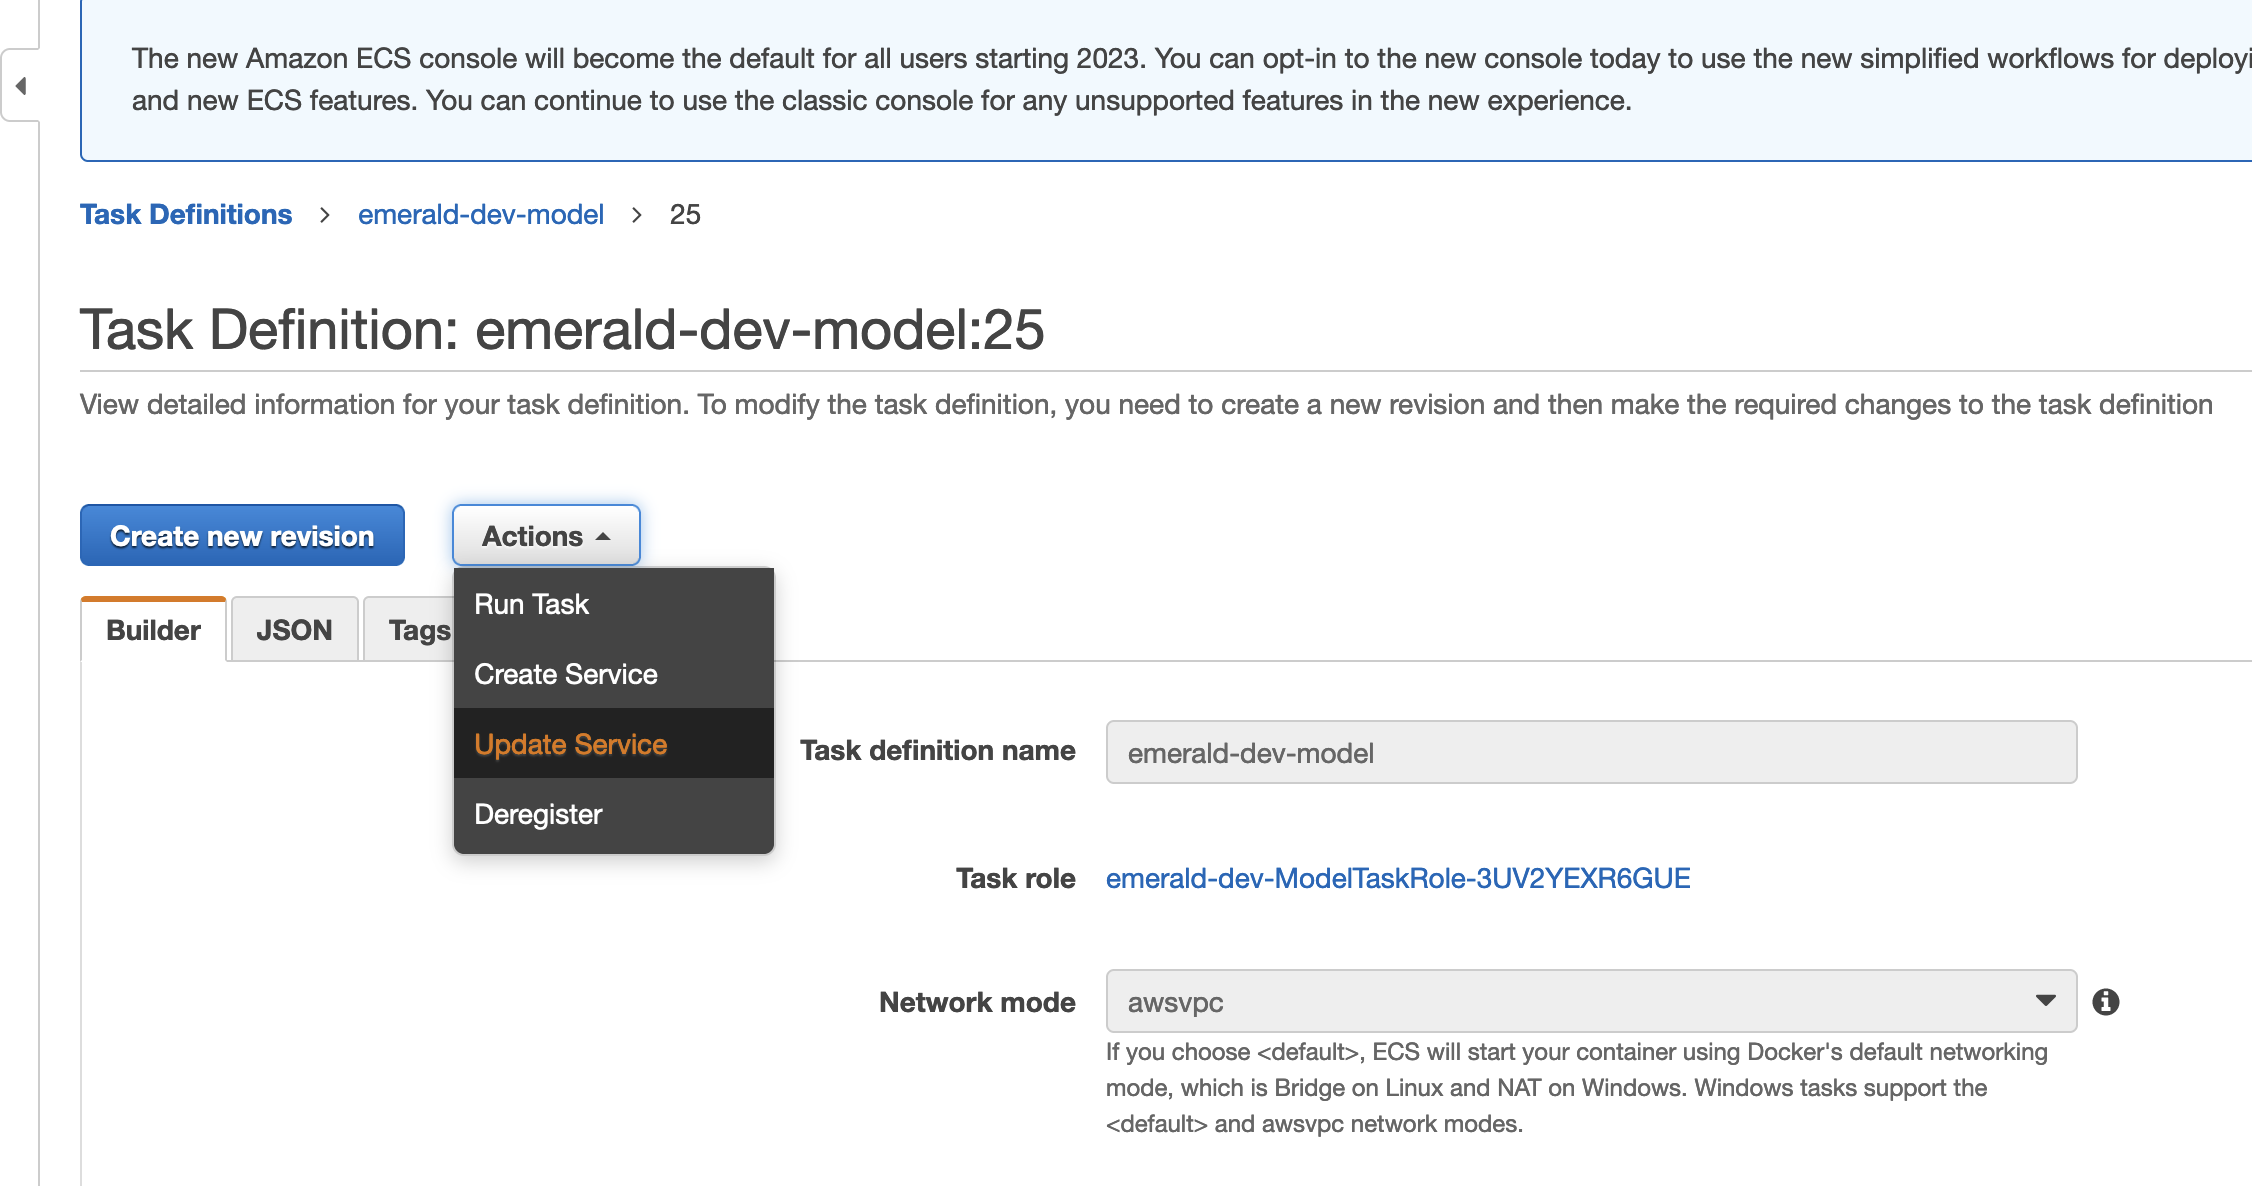 The new Amazon ECS console will become the default for all users starting 2023. You can opt-in to the new console today to use the new simplified workflows for
and new ECS features. You can continue to use the classic console for any unsupported features in the new experience.
Task Definitions > emerald-dev-model > 25
Task Definition: emerald-dev-model:25
View detailed information for your task definition. To modify the task definition, you need to create a new revision and then make the required changes to the task definition
Create new revision
Actions
Run Task
Create Service
Update Service
Deregister
Builder
JSON
Tags
Task definition name
emerald-dev-model
Task role
emerald-dev-ModelTaskRole-3UV2YEXR6GUE
Network mode
awsvpc
If you choose <default>, ECS will start your container using Docker's default networking
mode, which is Bridge on Linux and NAT on Windows. Windows tasks support the
<default> and awsvpc network modes.